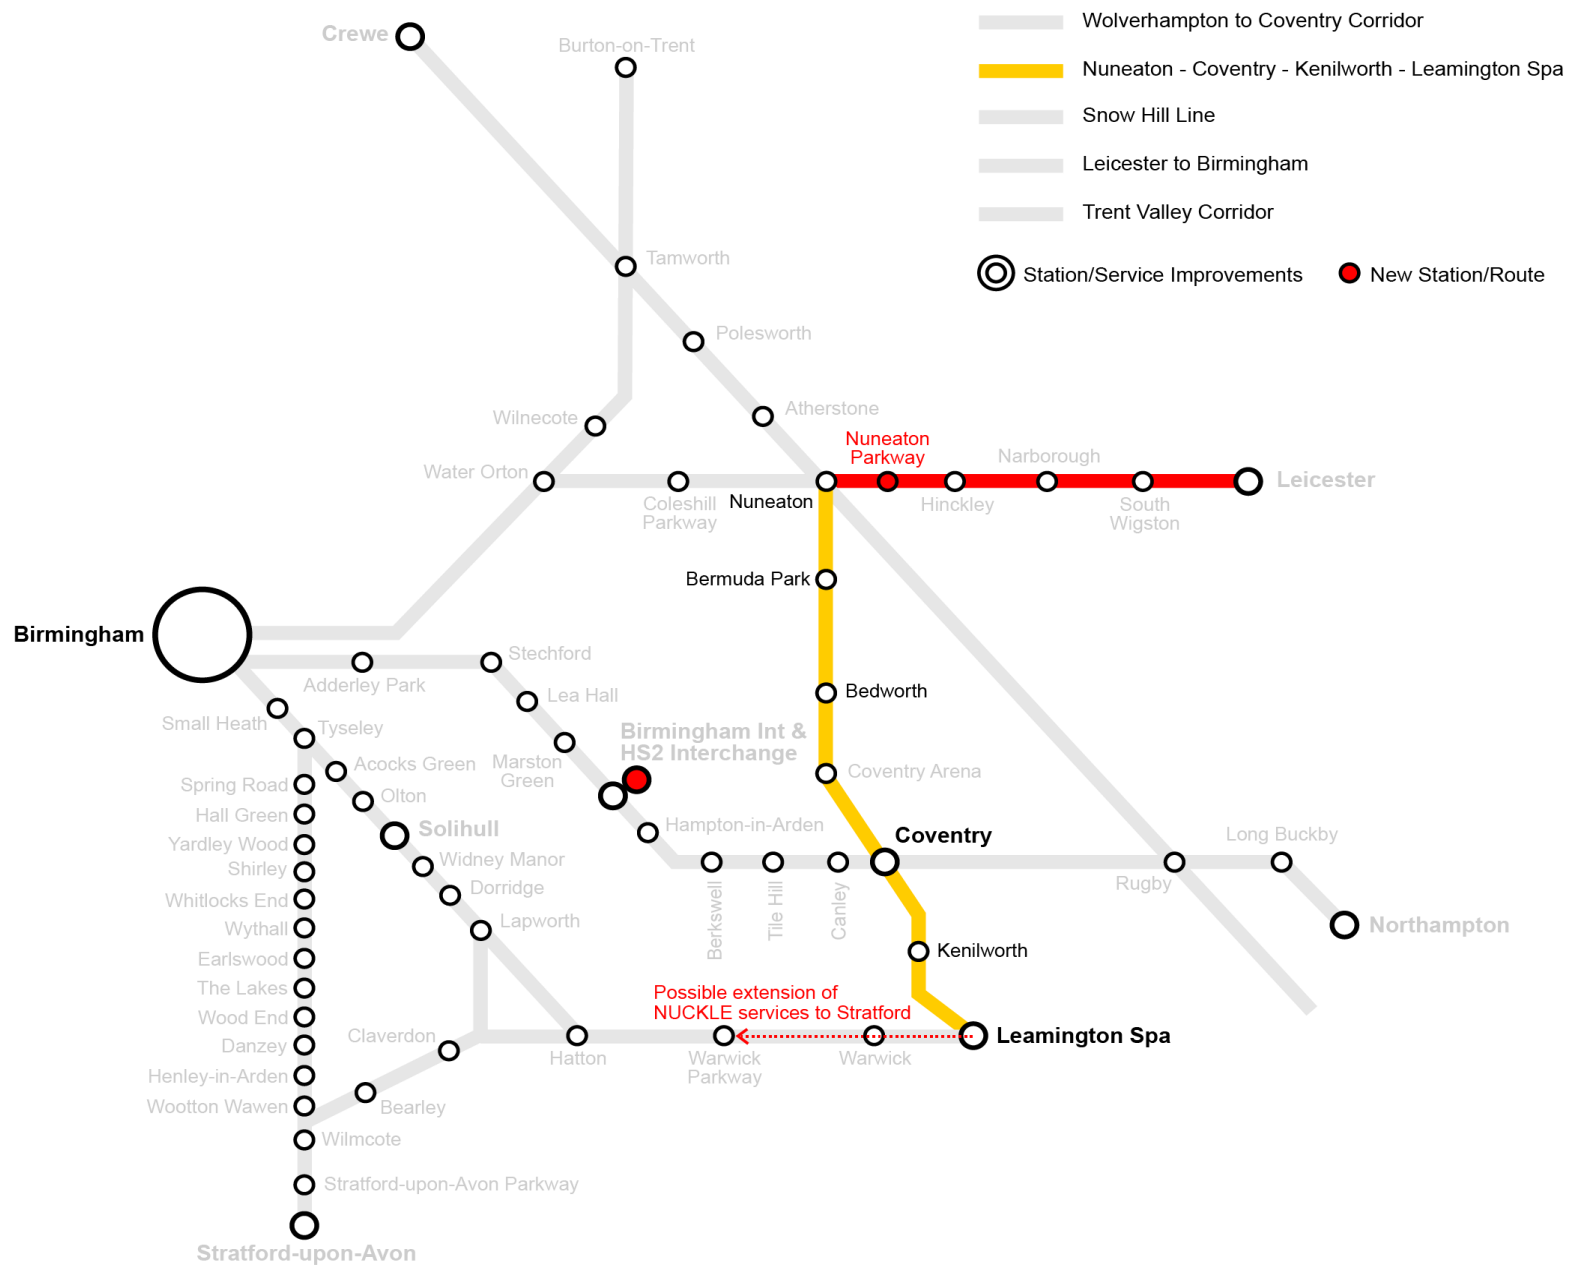 Crewe
Burton-on-Trent
Wolverhampton to Coventry Corridor
Nuneaton - Coventry - Kenilworth - Leamington Spa
Snow Hill Line
Leicester to Birmingham
Trent Valley Corridor
Station/Service Improvements
New Station/Route
Tamworth
Polesworth
Atherstone
Wilnecote
Water Orton
Coleshill
Parkway
Nuneaton
Nuneaton
Parkway
Hinckley
Narborough
South
Wigston
Leicester
Bermuda Park
Birmingham
Bedworth
Stechford
Adderley Park
Lea Hall
Small Heath
Tyseley
Marston
Green
Birmingham Int &
HS2 Interchange
Coventry Arena
Acocks Green
Spring Road
Olton
Hall Green
Solihull
Hampton-in-Arden
Coventry
Long Buckby
Yardley Wood
Shirley
Widney Manor
Dorridge
Whitlocks End
Berkswell
Tile Hill
Canley
Rugby
Northampton
Lapworth
Wythall
Kenilworth
Earlswood
The Lakes
Possible extension of
NUCKLE services to Stratford
Wood End
Claverdon
Danzey
Hatton
Warwick
Parkway
Warwick
Leamington Spa
Henley-in-Arden
Wootton Wawen
Bearley
Wilmcote
Stratford-upon-Avon Parkway
Stratford-upon-Avon